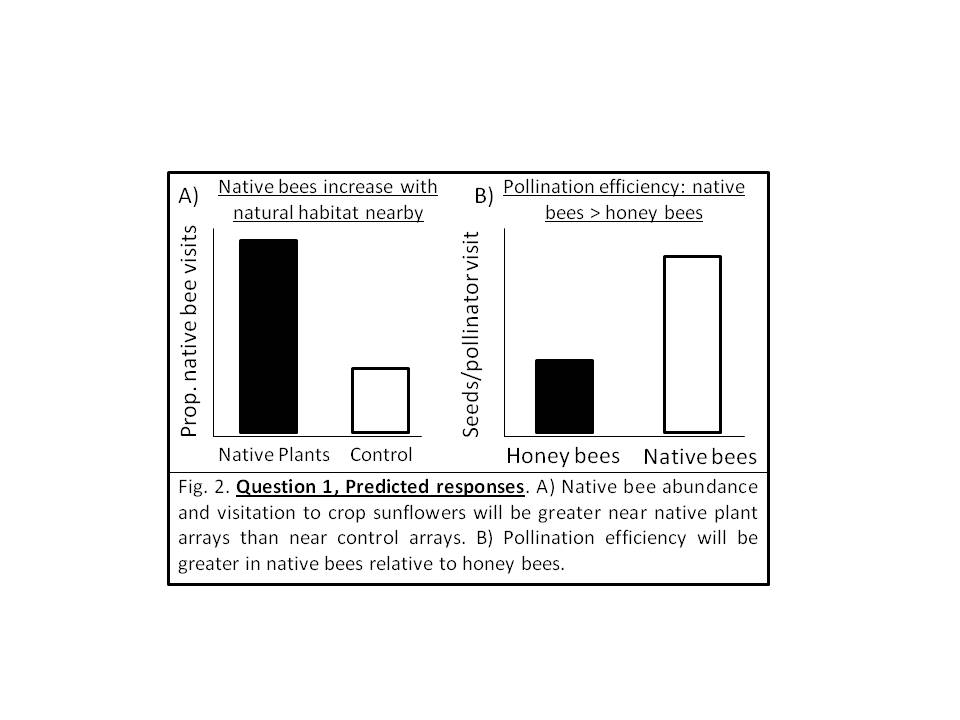 A)
Native bees increase with
natural habitat nearby
Prop. native bee visits
Native Plants
Control
B)
Pollination efficiency: native
bees > honey bees
Seeds/pollinator visit
Honey bees
Native bees
Fig. 2. Question 1, Predicted responses. A) Native bee abundance
and visitation to crop sunflowers will be greater near native plant
arrays than near control arrays. B) Pollination efficiency will be
greater in native bees relative to honey bees.